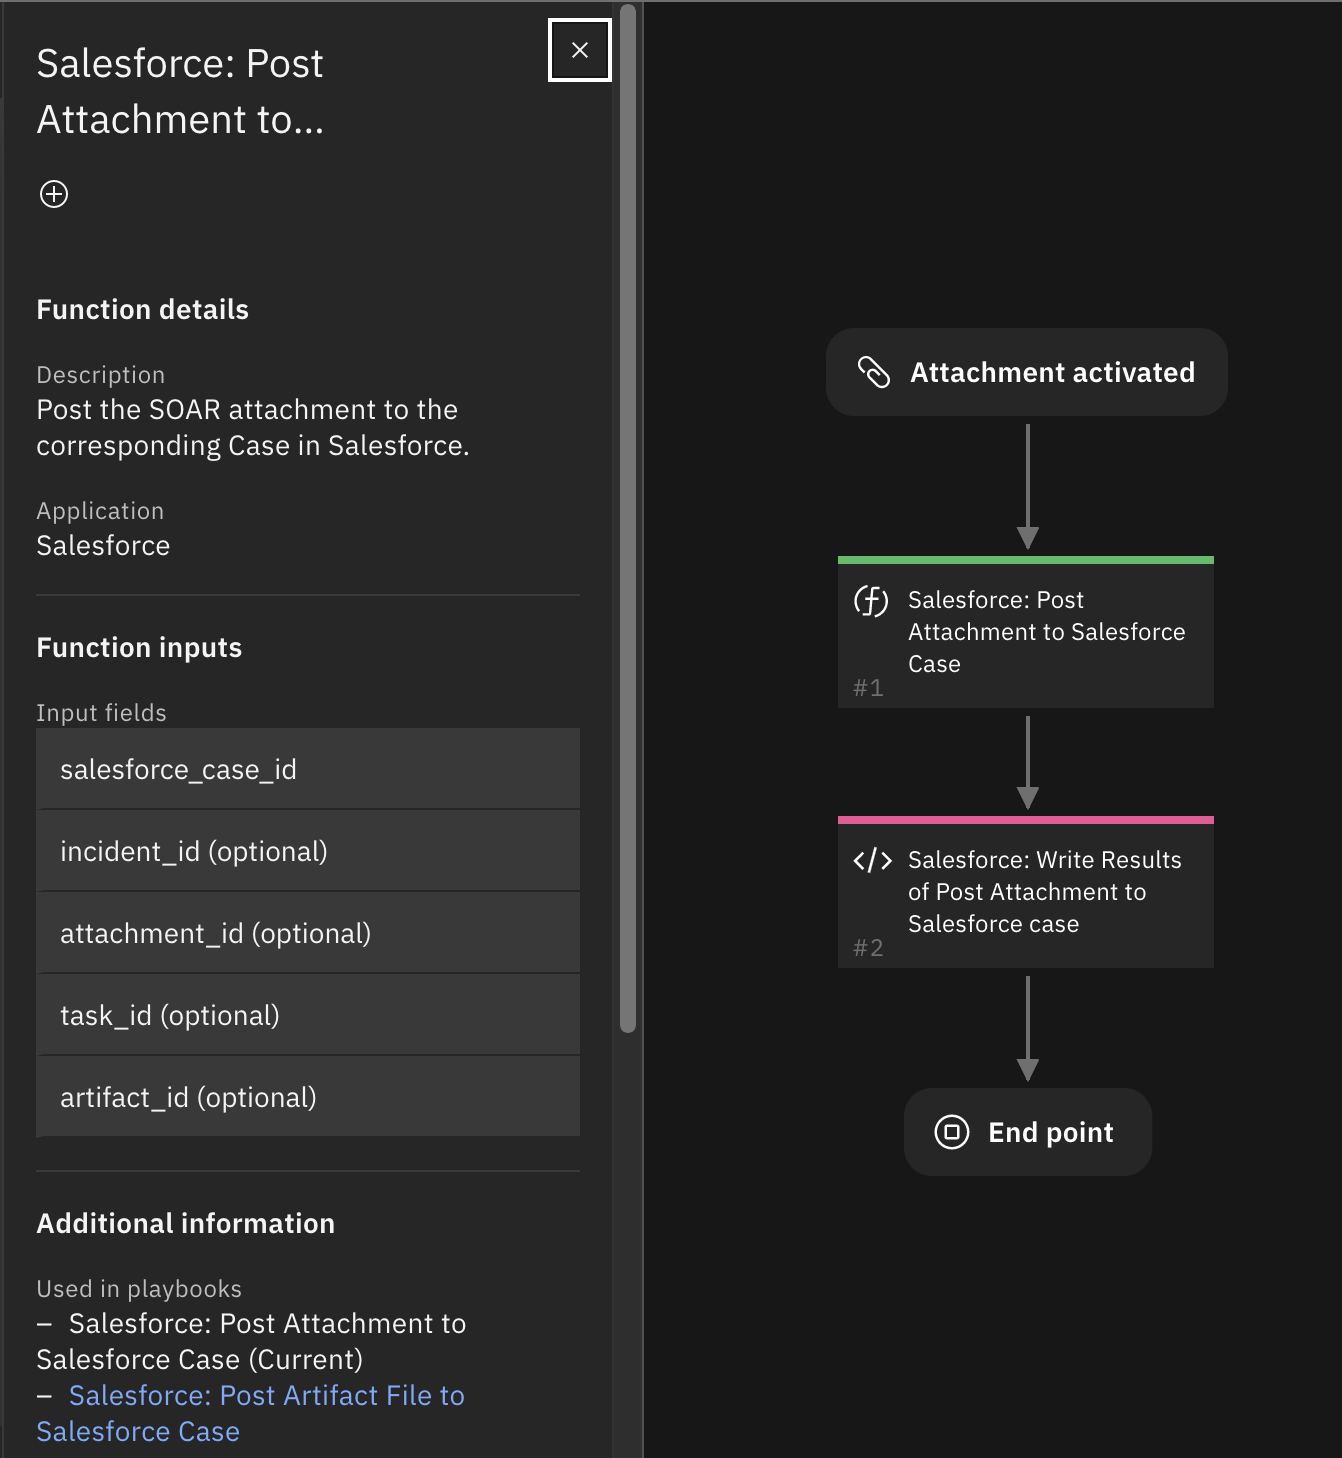 Salesforce: Post
Attachment to...
Function details
Description
Post the SOAR attachment to the
corresponding Case in Salesforce.
Application
Salesforce
Function inputs
Input fields
salesforce_case_id
incident_id (optional)
attachment_id (optional)
task_id (optional)
artifact_id (optional)
Additional information
Used in playbooks
– Salesforce: Post Attachment to
Salesforce Case (Current)
– Salesforce: Post Artifact File to
Salesforce Case
Attachment activated
Salesforce: Post
Attachment to Salesforce
Case
#1
Salesforce: Write Results
of Post Attachment to
Salesforce case
#2
End point